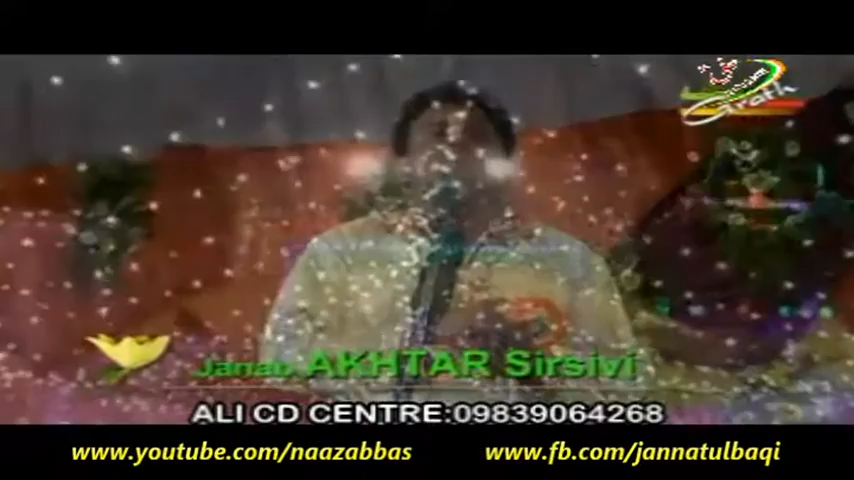 Janab AKHTAR Sirsivi
ALI CD CENTRE:09839064268
www.youtube.com/naazabbas
www.fb.com/jannatulbaqi